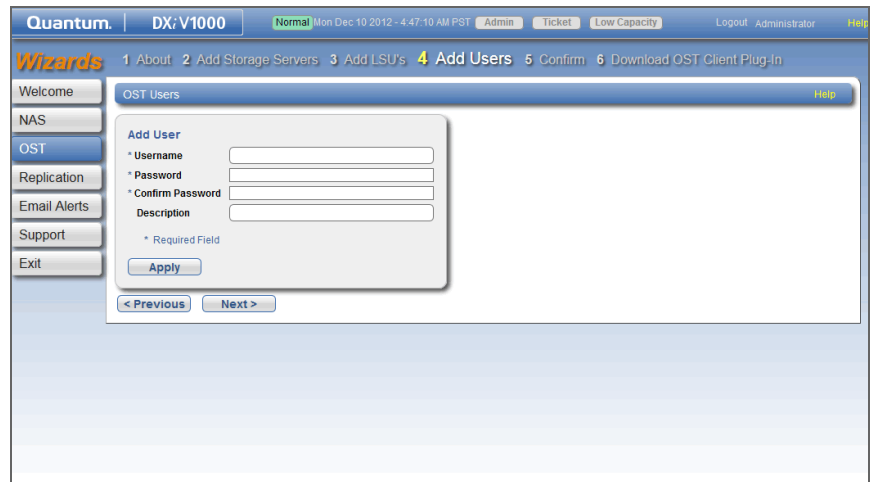 Quantum. DXi V1000 Normal Mon Dec 10 2012 - 4:47:10 AM PST Admin Ticket Low Capacity Logout Administrator Help
Wizards 1 About 2 Add Storage Servers 3 Add LSU's 4 Add Users 5 Confirm 6 Download OST Client Plug-In
Welcome
NAS
OST
Replication
Email Alerts
Support
Exit
OST Users Help
Add User
* Username
* Password
* Confirm Password
Description
* Required Field
Apply
< Previous Next >